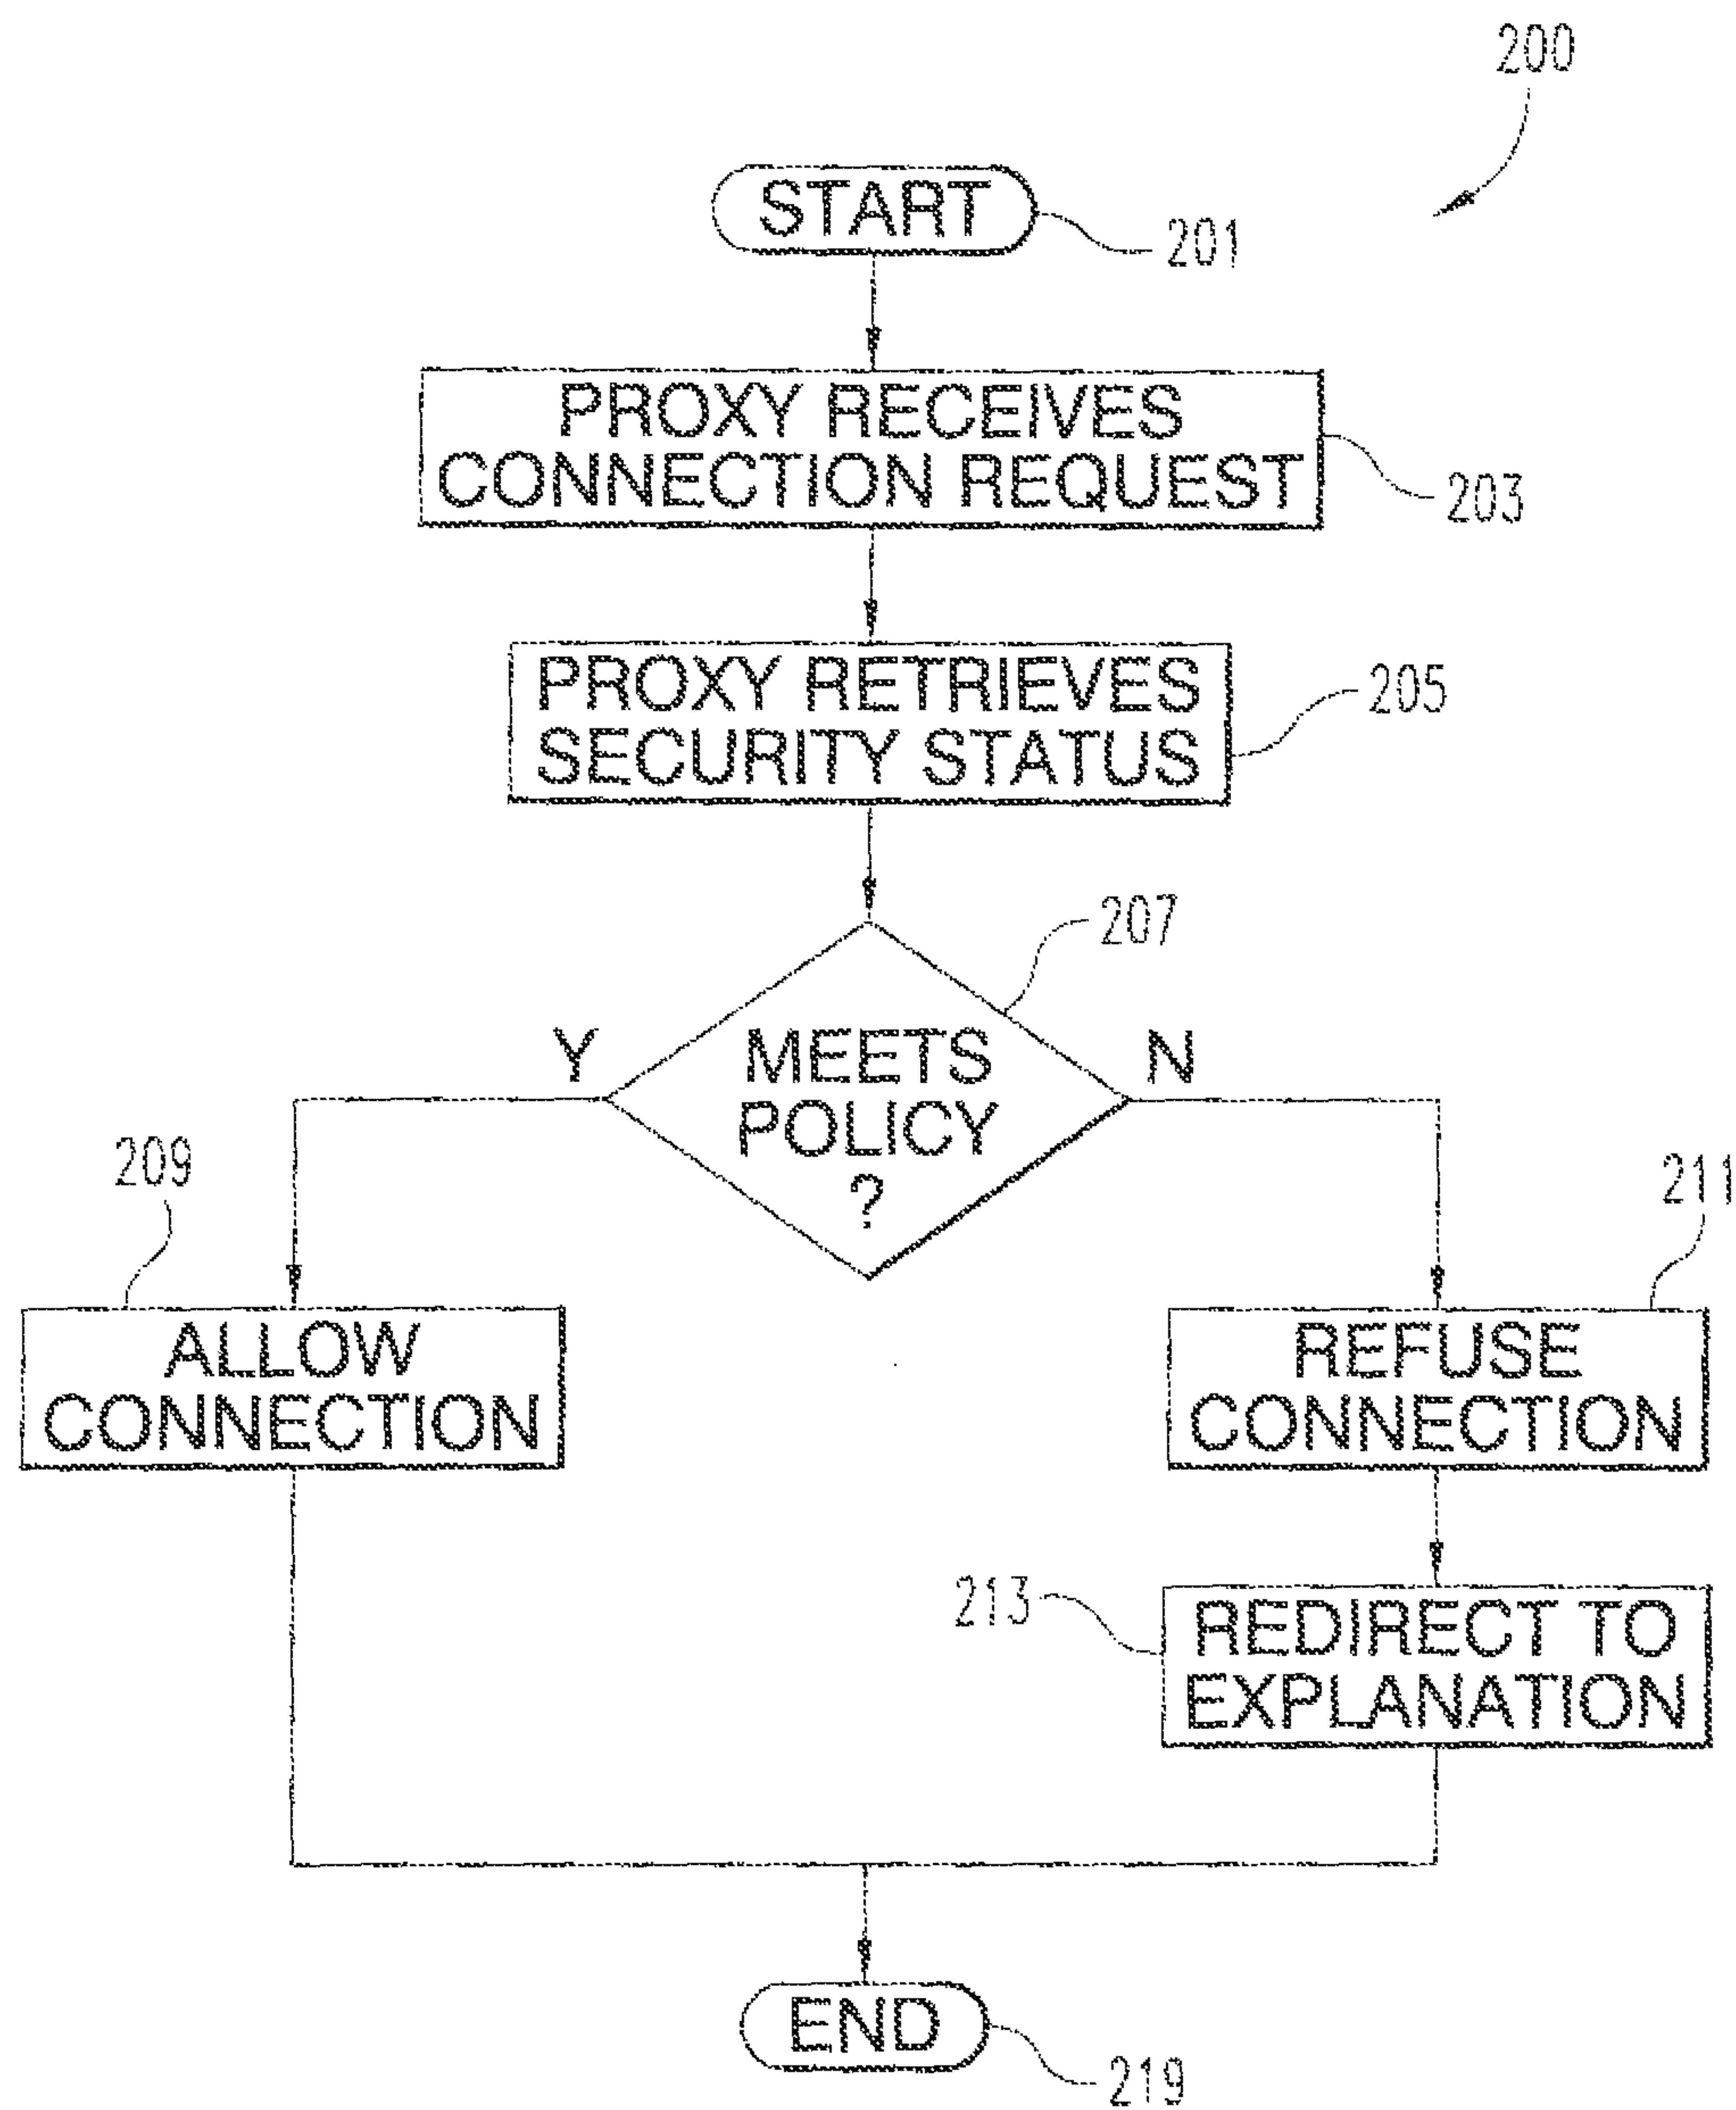 200
START
201
PROXY RECEIVES
CONNECTION REQUEST
203
PROXY RETRIEVES
SECURITY STATUS
205
207
Y
MEETS
POLICY
?
N
209
ALLOW
CONNECTION
211
REFUSE
CONNECTION
213
REDIRECT TO
EXPLANATION
END
219